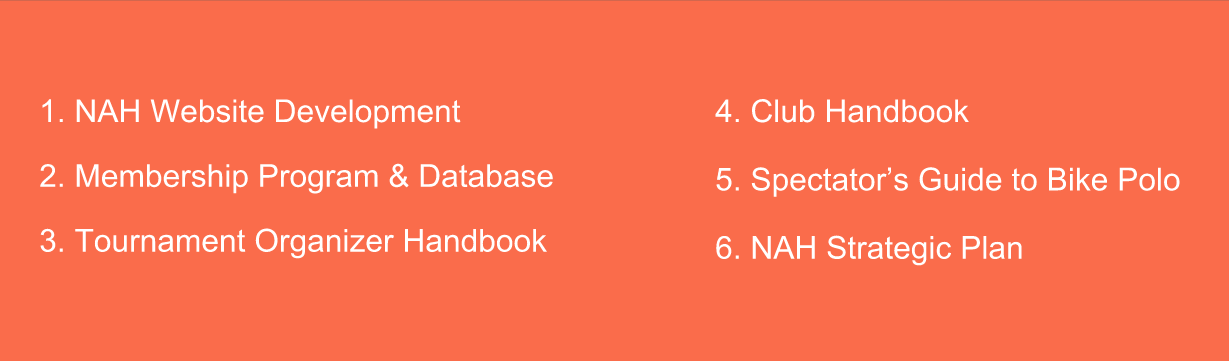 1. NAH Website Development
2. Membership Program & Database
3. Tournament Organizer Handbook
4. Club Handbook
5. Spectator’s Guide to Bike Polo
6. NAH Strategic Plan